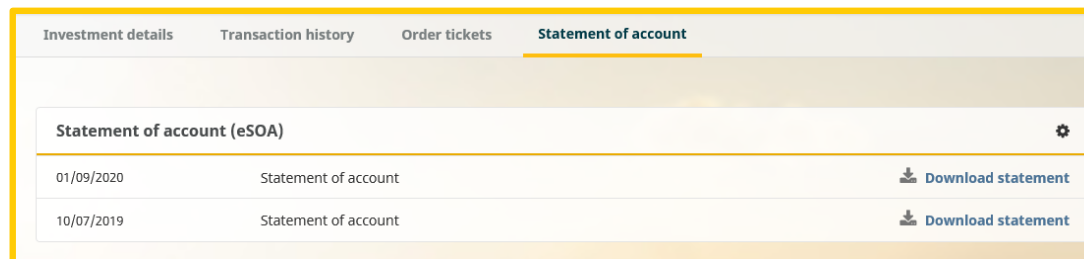 Investment details Transaction history Order tickets Statement of account
Statement of account (eSOA)
01/09/2020 Statement of account Download statement
10/07/2019 Statement of account Download statement